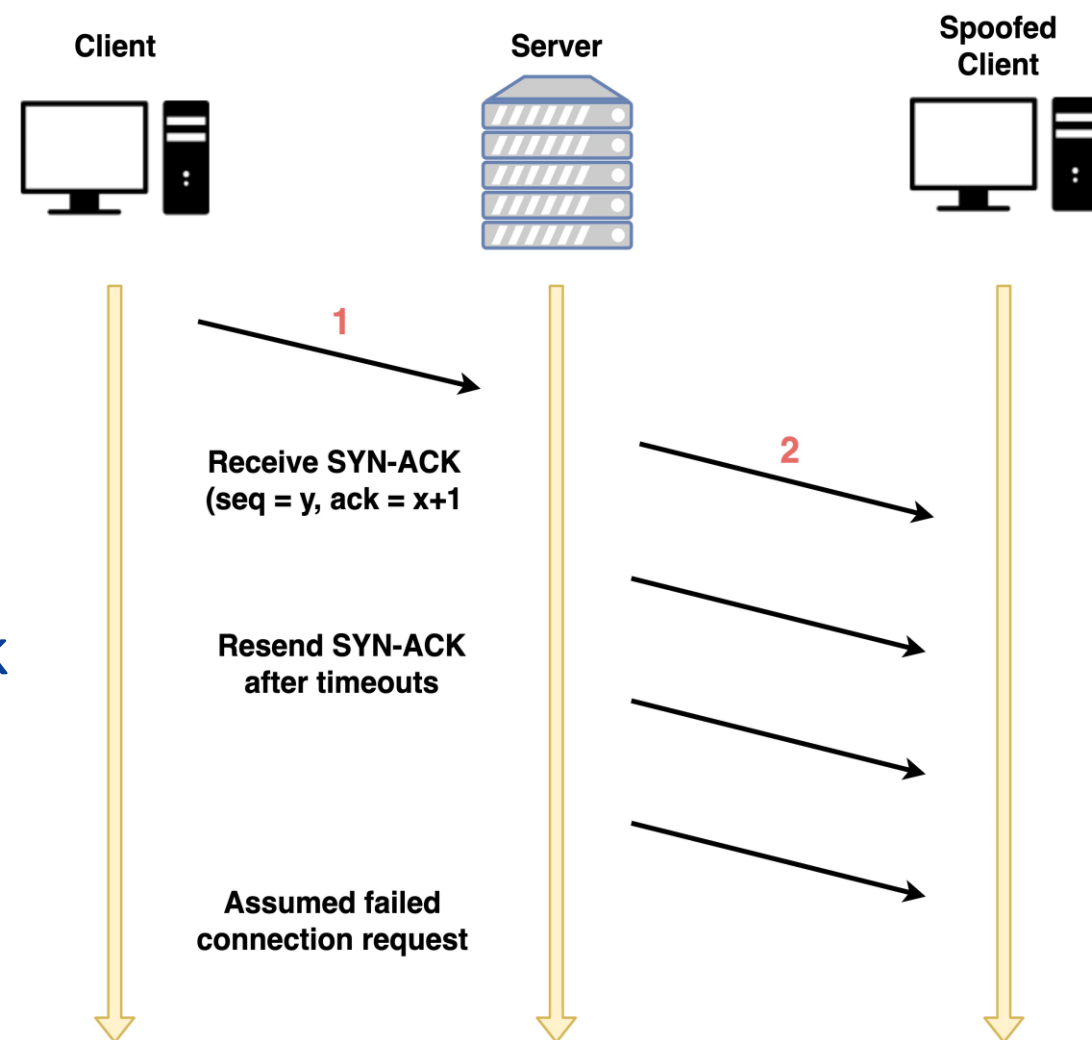 Client
Server
Spoofed
Client
1
2
Receive SYN-ACK
(seq = y, ack = x+1
K
Resend SYN-ACK
after timeouts
Assumed failed
connection request